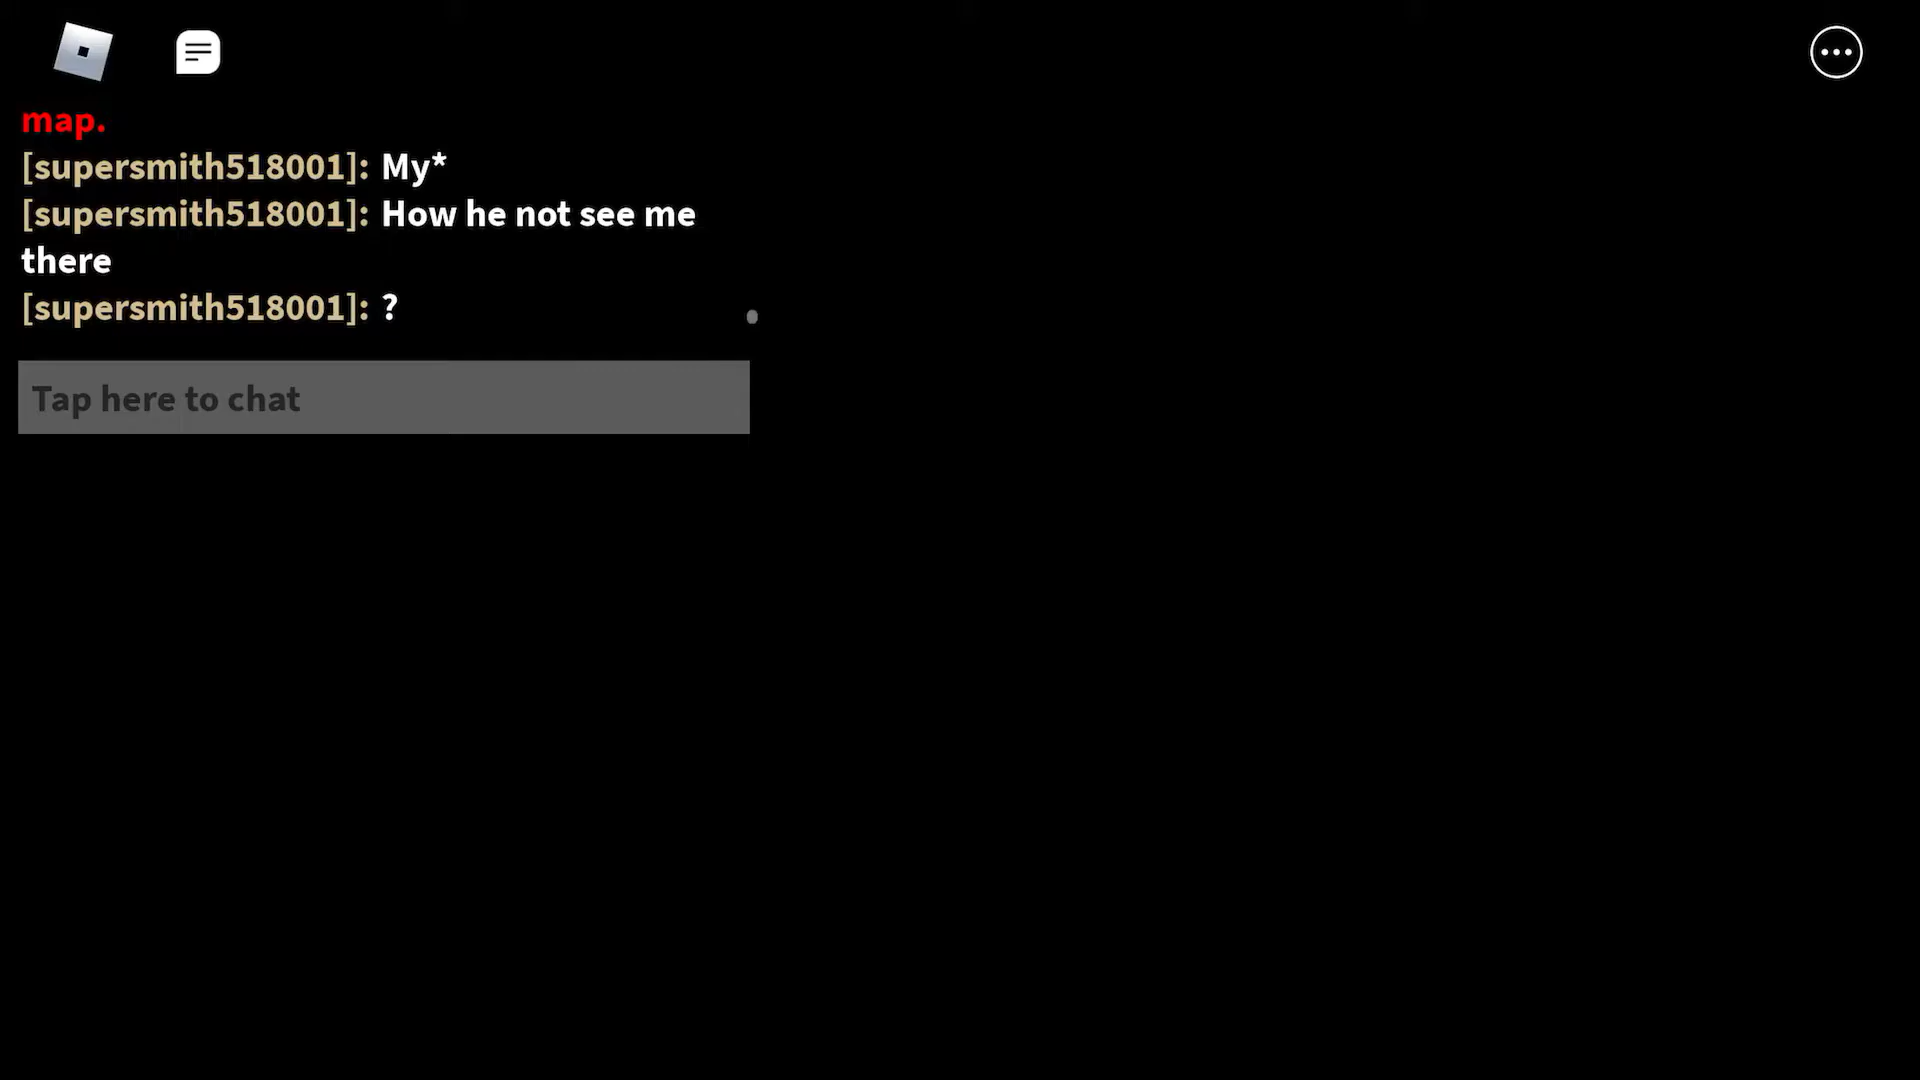 map.
[supersmith518001]: My*
[supersmith518001]: How he not see me
there
[supersmith518001]: ?
Tap here to chat